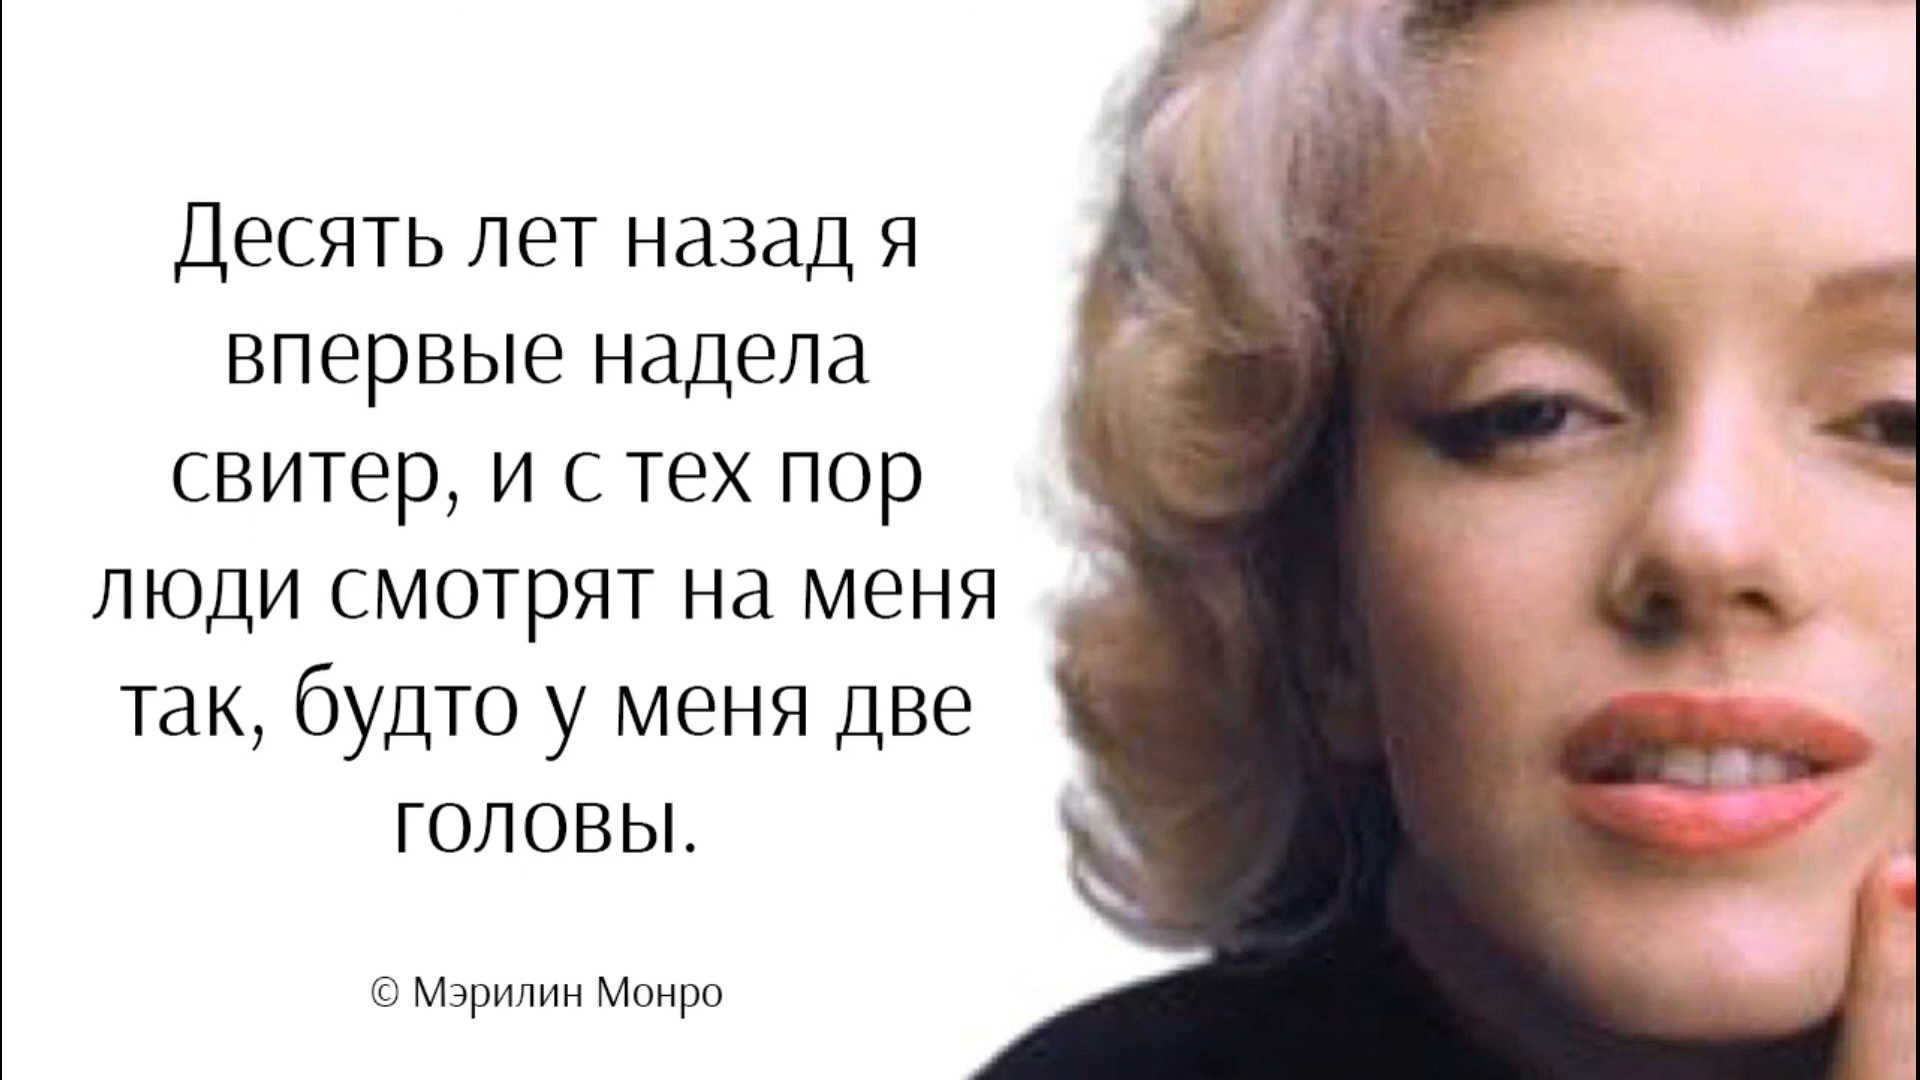 Десять лет назад я
впервые надела
свитер, и с тех пор
люди смотрят на меня
так, будто у меня две
головы.
© Мэрилин Монро